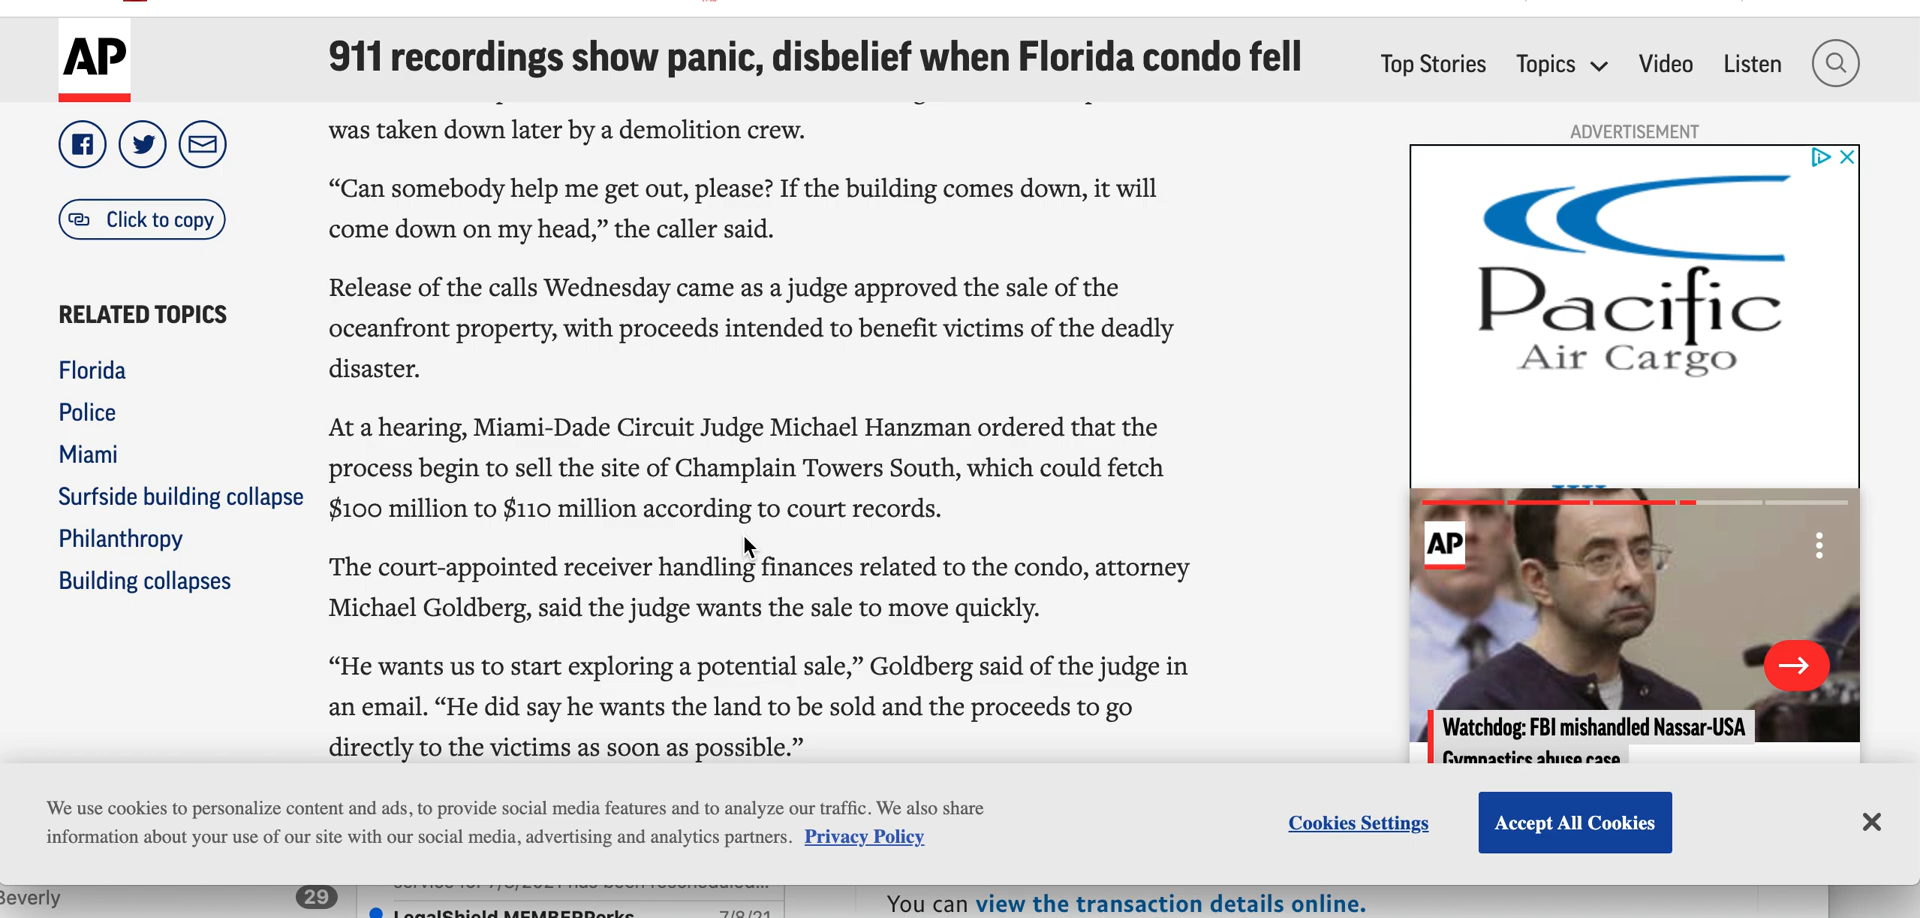 AP
911 recordings show panic, disbelief when Florida condo fell
Top Stories
Topics
Video
Listen
Click to copy
RELATED TOPICS
Florida
Police
Miami
Surfside building collapse
Philanthropy
Building collapses
was taken down later by a demolition crew.
“Can somebody help me get out, please? If the building comes down, it will
come down on my head,” the caller said.
Release of the calls Wednesday came as a judge approved the sale of the
oceanfront property, with proceeds intended to benefit victims of the deadly
disaster.
At a hearing, Miami-Dade Circuit Judge Michael Hanzman ordered that the
process begin to sell the site of Champlain Towers South, which could fetch
$100 million to $110 million according to court records.
The court-appointed receiver handling finances related to the condo, attorney
Michael Goldberg, said the judge wants the sale to move quickly.
“He wants us to start exploring a potential sale,” Goldberg said of the judge in
an email. “He did say he wants the land to be sold and the proceeds to go
directly to the victims as soon as possible.”
ADVERTISEMENT
Pacific
Air Cargo
AP
Watchdog: FBI mishandled Nassar-USA
Gymnastics abuse case
We use cookies to personalize content and ads, to provide social media features and to analyze our traffic. We also share
information about your use of our site with our social media, advertising and analytics partners. Privacy Policy
Cookies Settings
Accept All Cookies
Beverly
29
LegalShield MEMBERPerks
7/8/21
You can view the transaction details online.